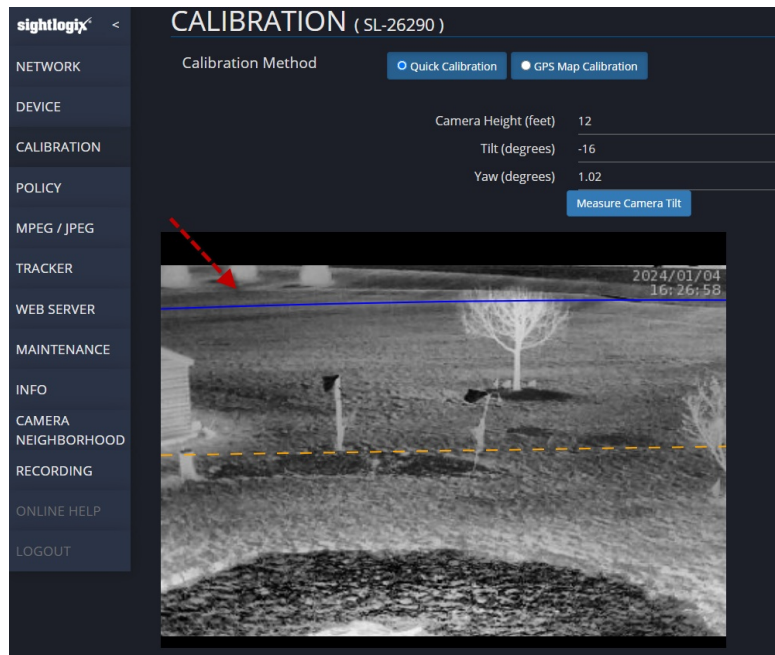 sightlogix <
CALIBRATION ( SL-26290 )
NETWORK
DEVICE
CALIBRATION
POLICY
MPEG / JPEG
TRACKER
WEB SERVER
MAINTENANCE
INFO
CAMERA
NEIGHBORHOOD
RECORDING
ONLINE HELP
LOGOUT
Calibration Method
Quick Calibration
GPS Map Calibration
Camera Height (feet) 12
Tilt (degrees) -16
Yaw (degrees) 1.02
Measure Camera Tilt
2024/01/04
16:26:58